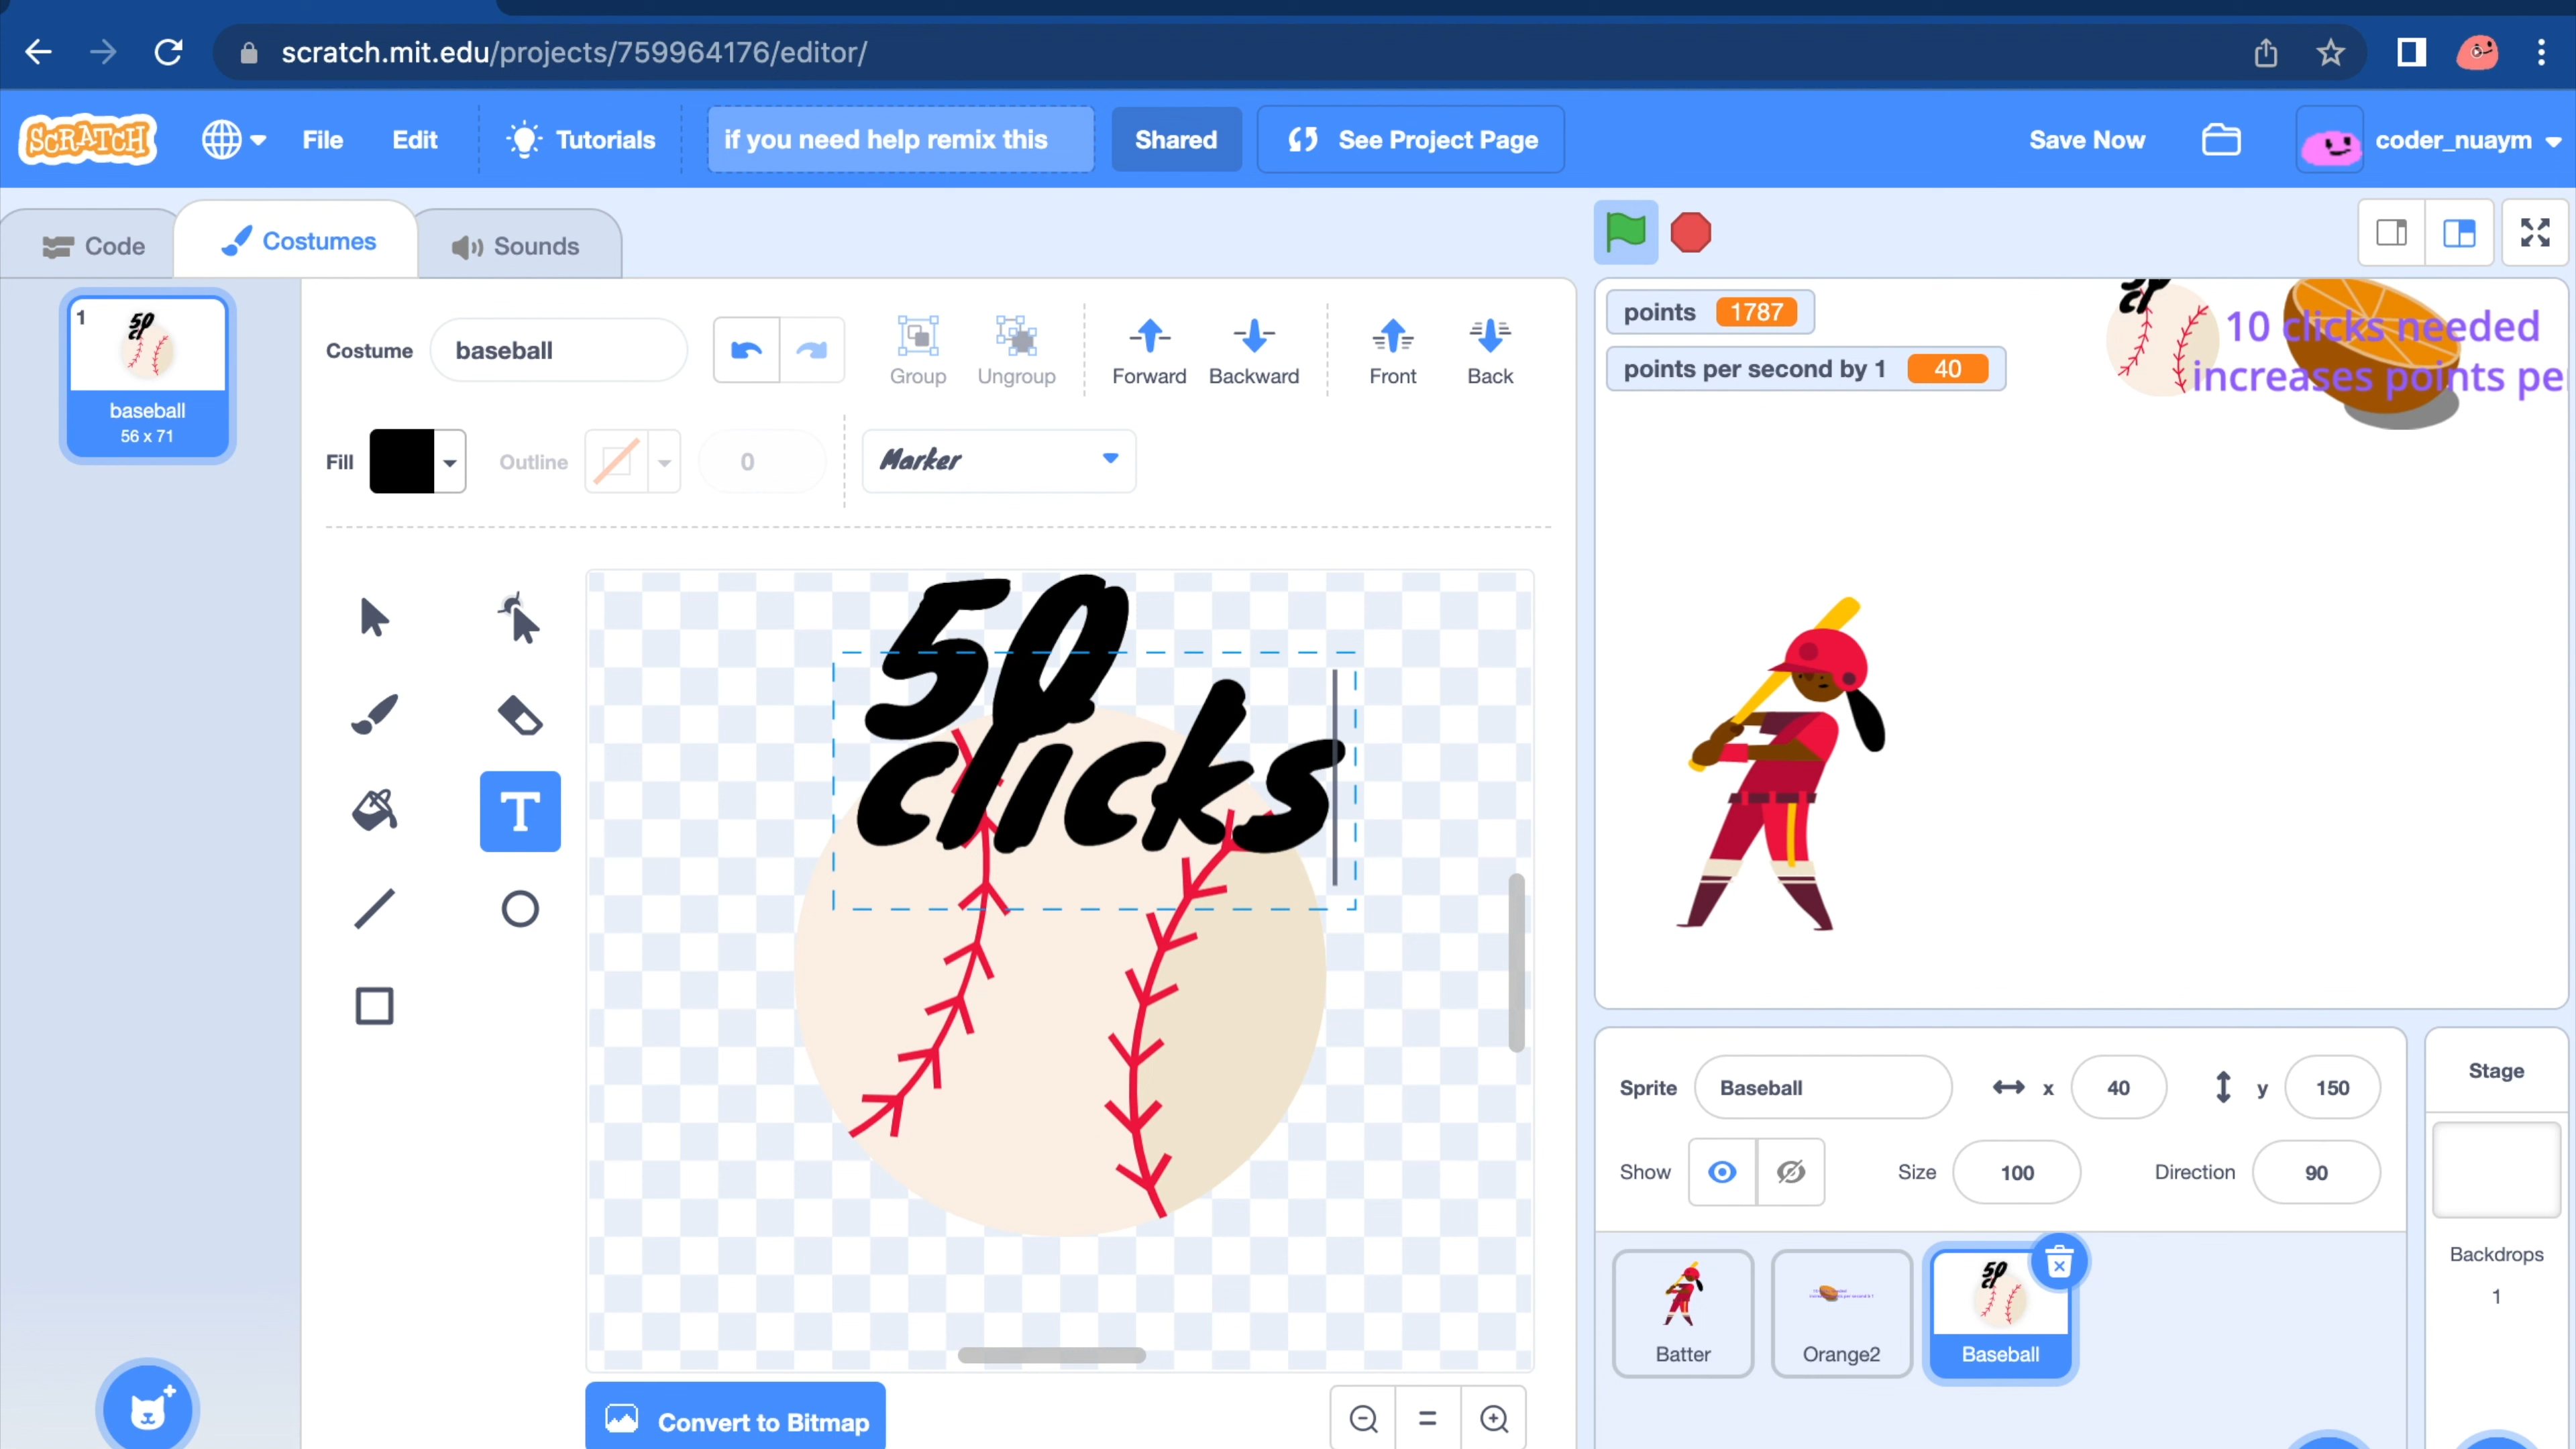 scratch.mit.edu/projects/759964176/editor/
SCRATCH
File
Edit
Tutorials
if you need help remix this
Shared
See Project Page
Save Now
coder_nuaym
Code
Costumes
Sounds
1
50
cl
baseball
56 x 71
Costume
baseball
Group
Ungroup
Forward
Backward
Front
Back
Fill
Outline
0
Marker
T
50
clicks
Convert to Bitmap
points 1787
points per second by 1 40
10 clicks needed
increases points pe
Sprite
Baseball
x
40
y
150
Show
Size
100
Direction
90
Batter
Orange2
50
cl
Baseball
Stage
Backdrops
1